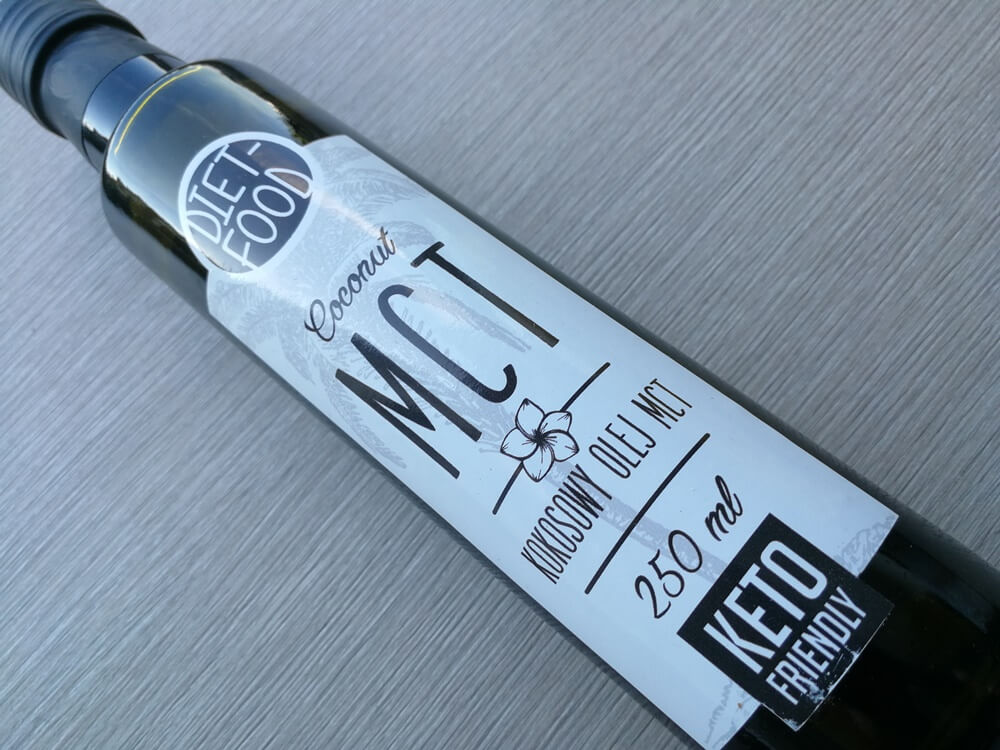 DIET-
FOOD
Coconut
MCT
KOKOSOWY OLEJ MCT
250 ml
KETO
FRIENDLY